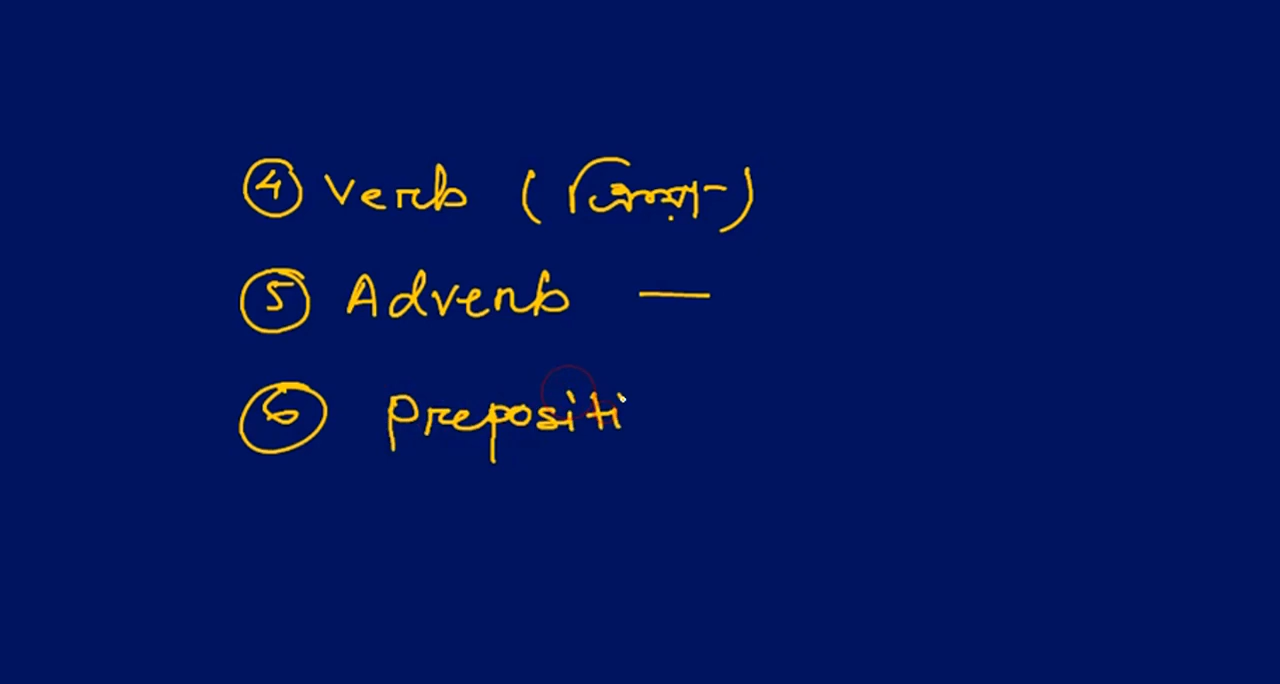 ④ Verb (ক্রিয়া)
⑤ Adverb —
⑥ Prepositi